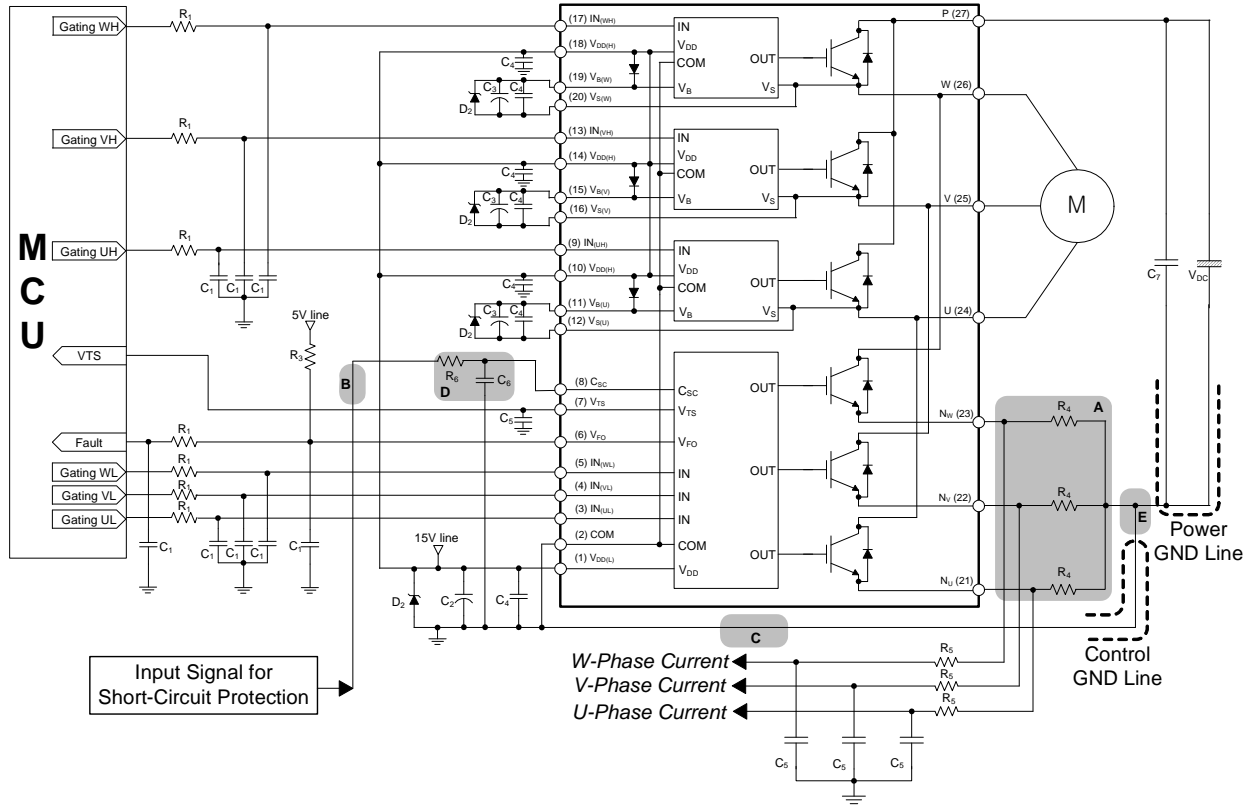 MCU
Gating WH
Gating VH
Gating UH
VTS
Fault
Gating WL
Gating VL
Gating UL
R1
R1
R1
R1
R1
R1
R1
C1 C1 C1
5V line
R3
C1
C1 C1 C1
C1
15V line
D2 C2 C4
B
D
R6
C6
C5
C4
D2 C3 C4
C4
D2 C3 C4
C4
D2 C3 C4
(17) IN(WH)
(18) VDD(H)
(19) VB(W)
(20) VS(W)
(13) IN(VH)
(14) VDD(H)
(15) VB(V)
(16) VS(V)
(9) IN(UH)
(10) VDD(H)
(11) VB(U)
(12) VS(U)
(8) CSC
(7) VTS
(6) VFO
(5) IN(WL)
(4) IN(VL)
(3) IN(UL)
(2) COM
(1) VDD(L)
IN
VDD
COM
VB
OUT
VS
IN
VDD
COM
VB
OUT
VS
IN
VDD
COM
VB
OUT
VS
CSC
VTS
VFO
IN
IN
IN
COM
VDD
OUT
OUT
OUT
P (27)
W (26)
V (25)
U (24)
NW (23)
NV (22)
NU (21)
M
C7
VDC
A
R4
R4
R4
E
Power
GND Line
Control
GND Line
C
Input Signal for
Short-Circuit Protection
W-Phase Current
V-Phase Current
U-Phase Current
R5
R5
R5
C5 C5 C5